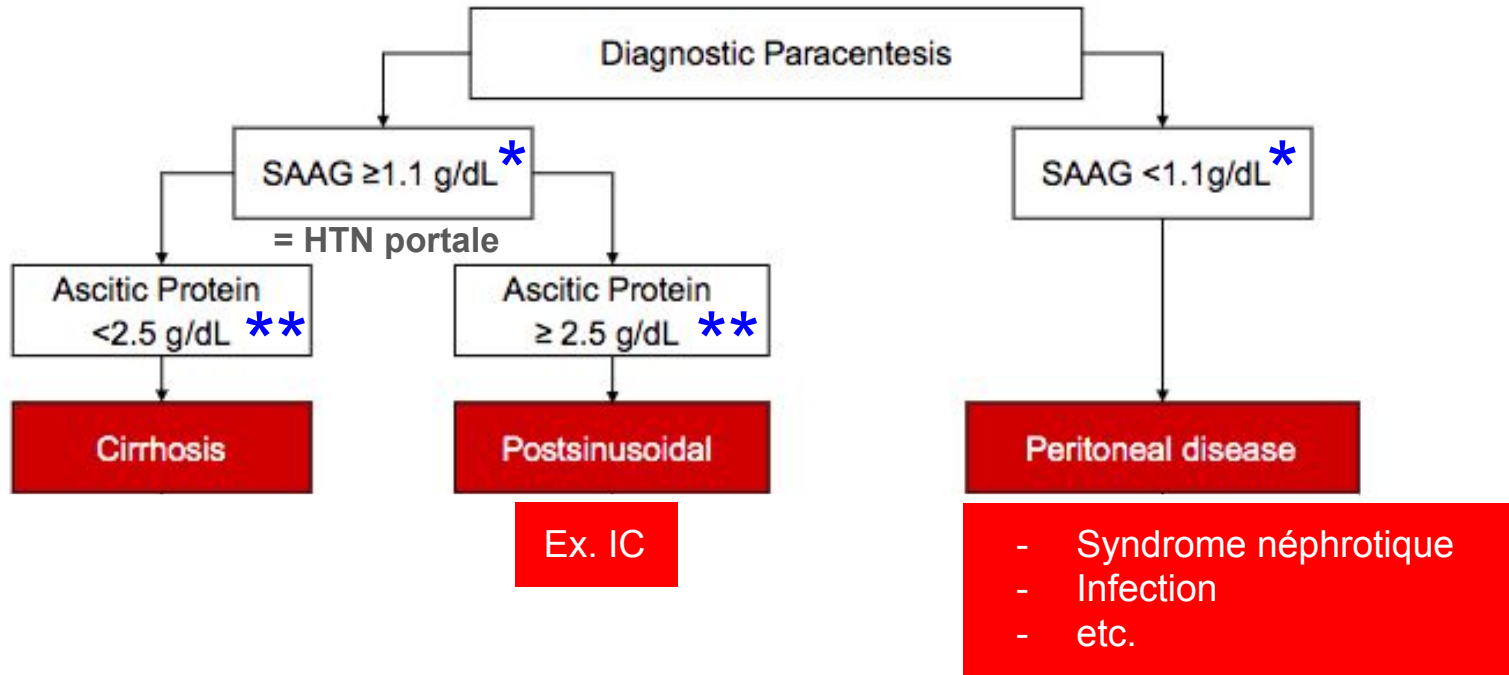 Diagnostic Paracentesis
SAAG ≥1.1 g/dL*
SAAG <1.1g/dL*
= HTN portale
Ascitic Protein
<2.5 g/dL **
Ascitic Protein
≥ 2.5 g/dL **
Cirrhosis
Postsinusoidal
Peritoneal disease
Ex. IC
- Syndrome néphrotique
- Infection
- etc.